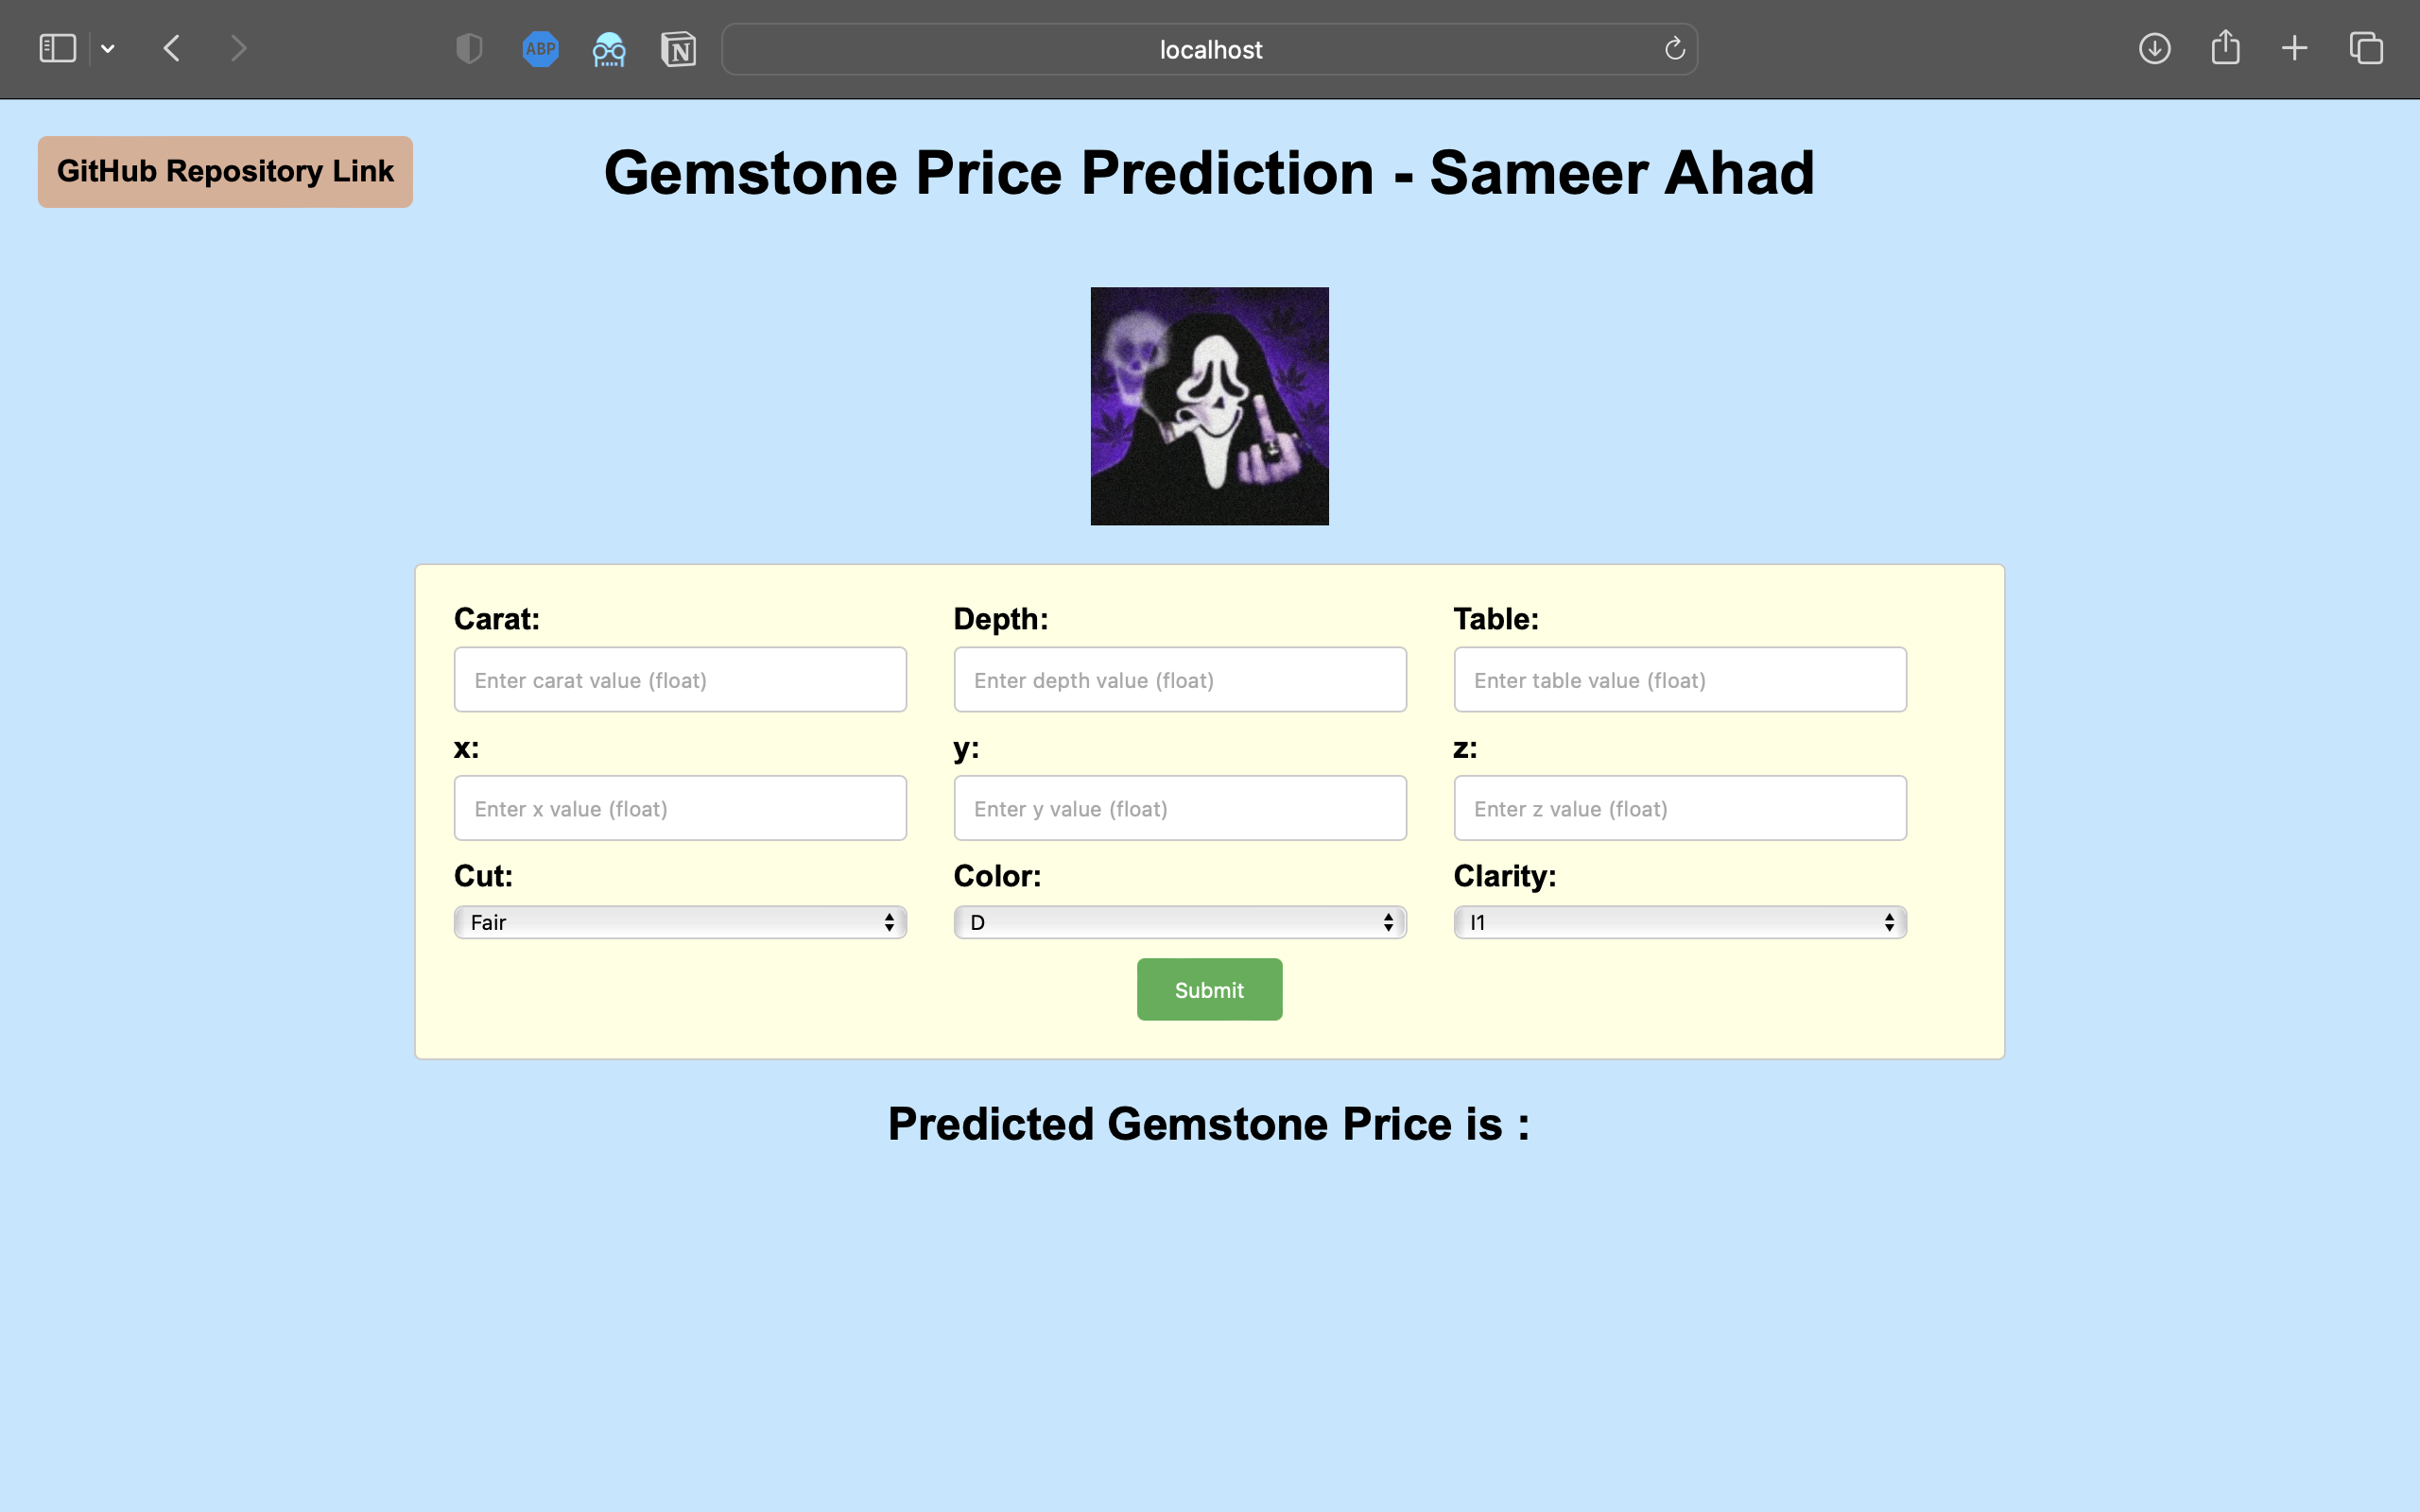 ABP
N
localhost
GitHub Repository Link
Gemstone Price Prediction - Sameer Ahad
Carat:
Depth:
Table:
Enter carat value (float)
Enter depth value (float)
Enter table value (float)
x:
y:
z:
Enter x value (float)
Enter y value (float)
Enter z value (float)
Cut:
Color:
Clarity:
Fair
D
I1
Submit
Predicted Gemstone Price is :